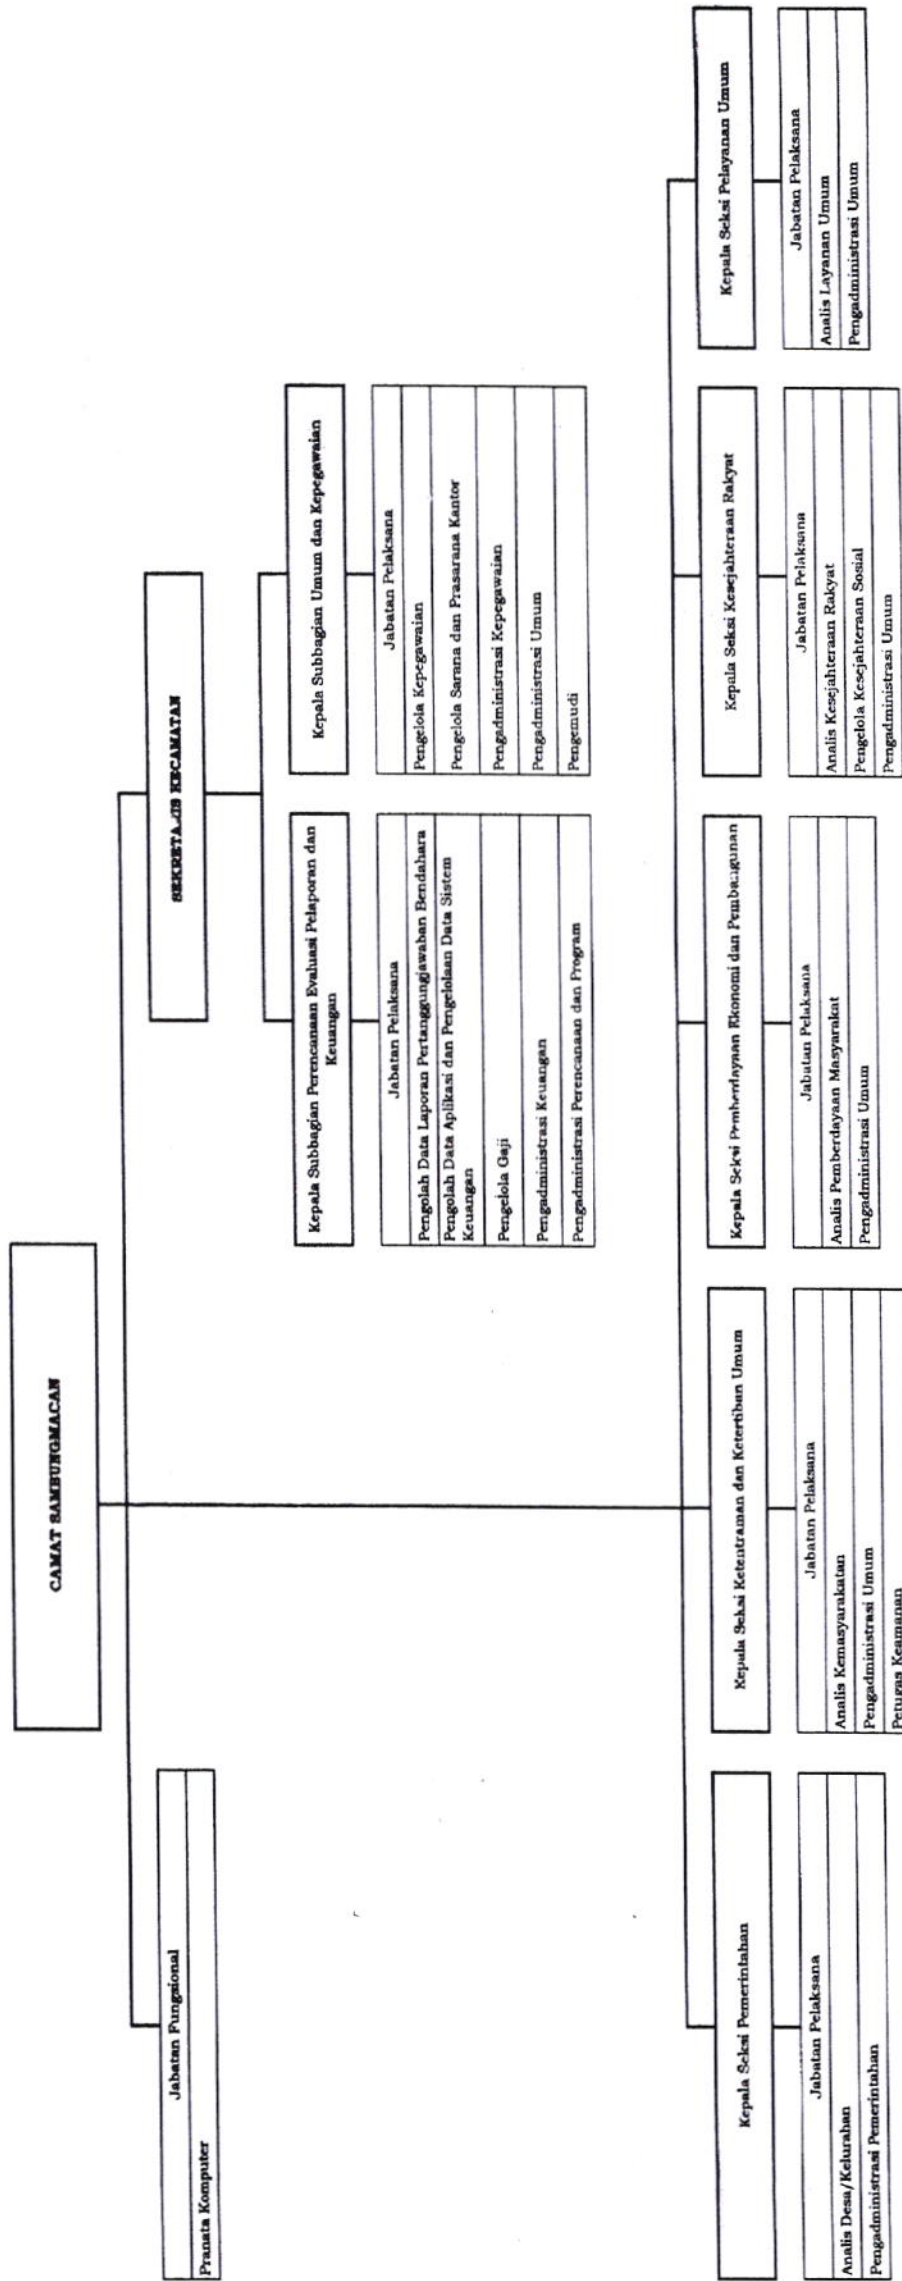 CAMAT SAMBUNGMACAN
Jabatan Fungsional
Pranata Komputer
KECAMATAN
Kepala Subbagian Perencanaan Evaluasi Pelaporan dan
Keuangan
Jabatan Pelaksana
Pengolah Data Laporan Pertanggungjawaban Bendahara
Pengolah Data Aplikasi dan Pengelolaan Data Sistem
Keuangan
Pengelola Gaji
Pengadministrasi Keuangan
Pengadministrasi Perencanaan dan Program
Kepala Subbagian Umum dan Kepegawaian
Jabatan Pelaksana
Pengelola Kepegawaian
Pengelola Sarana dan Prasarana Kantor
Pengadministrasi Kepegawaian
Pengadministrasi Umum
Pengemudi
Kepala Seksi Pemerintahan
Jabatan Pelaksana
Analis Desa/Kelurahan
Pengadministrasi Pemerintahan
Kepala Seksi Ketentraman dan Ketertiban Umum
Jabatan Pelaksana
Analis Kemasyarakatan
Pengadministrasi Umum
Petugas Keamanan
Kepala Seksi Pemberdayaan Ekonomi dan Pembangunan
Jabatan Pelaksana
Analis Pemberdayaan Masyarakat
Pengadministrasi Umum
Kepala Seksi Kesejahteraan Rakyat
Jabatan Pelaksana
Analis Kesejahteraan Rakyat
Pengelola Kesejahteraan Sosial
Pengadministrasi Umum
Kepala Seksi Pelayanan Umum
Jabatan Pelaksana
Analis Layanan Umum
Pengadministrasi Umum